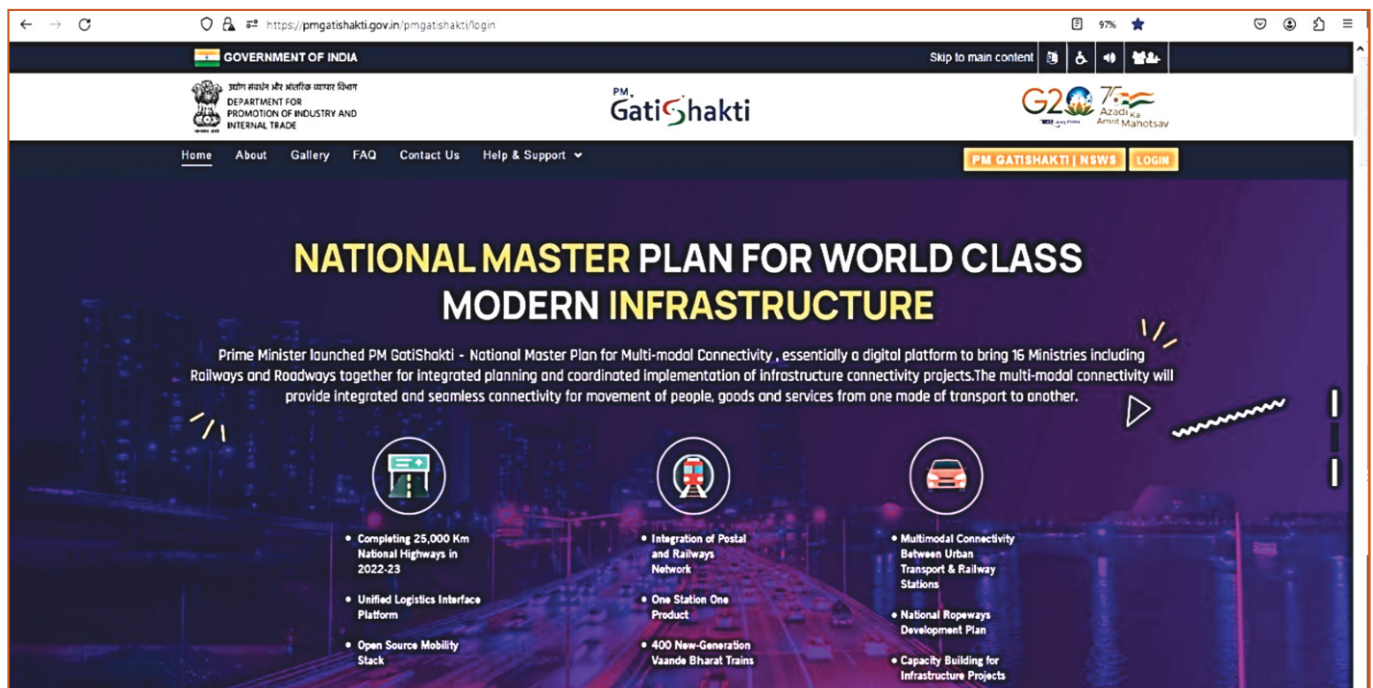 https://pmgatishakti.gov.in/pmgatishakti/login
97%
GOVERNMENT OF INDIA
Skip to main content
उद्योग संवर्धन और आंतरिक व्यापार विभाग
DEPARTMENT FOR
PROMOTION OF INDUSTRY AND
INTERNAL TRADE
PM
GatiShakti
G20
75
Azadi Ka
Amrit Mahotsav
Home About Gallery FAQ Contact Us Help & Support
PM GATISHAKTI | NSWS LOGIN
NATIONAL MASTER PLAN FOR WORLD CLASS
MODERN INFRASTRUCTURE
Prime Minister launched PM GatiShakti - National Master Plan for Multi-modal Connectivity , essentially a digital platform to bring 16 Ministries including
Railways and Roadways together for integrated planning and coordinated implementation of infrastructure connectivity projects.The multi-modal connectivity will
provide integrated and seamless connectivity for movement of people, goods and services from one mode of transport to another.
• Completing 25,000 Km
National Highways in
2022-23
• Unified Logistics Interface
Platform
• Open Source Mobility
Stack
• Integration of Postal
and Railways
Network
• One Station One
Product
• 400 New-Generation
Vaande Bharat Trains
• Multimodal Connectivity
Between Urban
Transport & Railway
Stations
• National Ropeways
Development Plan
• Capacity Building for
Infrastructure Projects